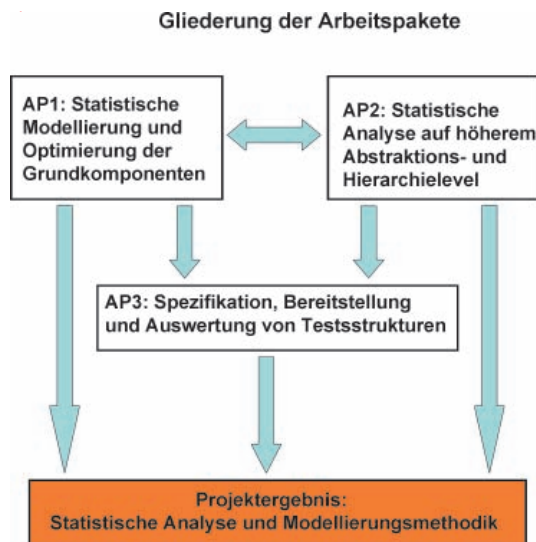 Gliederung der Arbeitspakete
AP1: Statistische
Modellierung und
Optimierung der
Grundkomponenten
AP2: Statistische
Analyse auf höherem
Abstraktions- und
Hierarchielevel
AP3: Spezifikation, Bereitstellung
und Auswertung von Testsstrukturen
Projektergebnis:
Statistische Analyse und Modellierungsmethodik